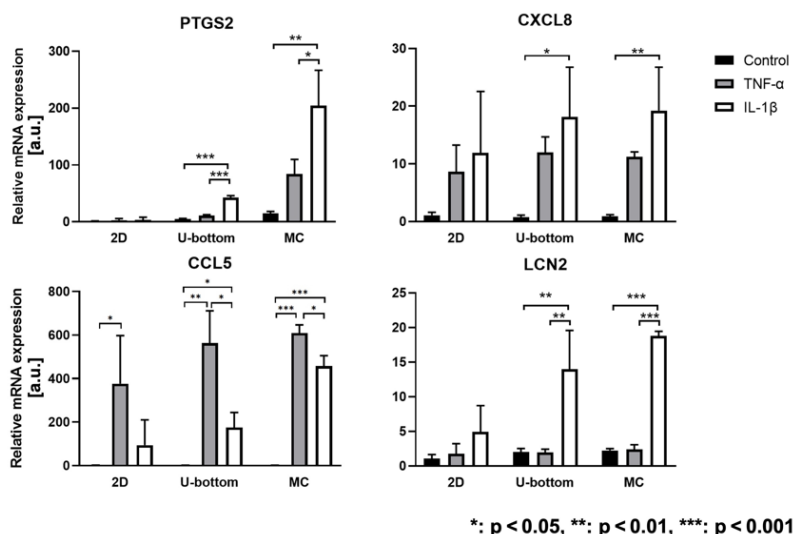 PTGS2
Relative mRNA expression
[a.u.]
300
200
100
0
**
*
***
***
2D
U-bottom
MC
CXCL8
30
20
10
0
*
**
2D
U-bottom
MC
Control
TNF-α
IL-1β
CCL5
Relative mRNA expression
[a.u.]
800
600
400
200
0
*
*
**
*
***
***
*
2D
U-bottom
MC
LCN2
25
20
15
10
5
0
**
**
***
***
2D
U-bottom
MC
*: p < 0.05, **: p < 0.01, ***: p < 0.001